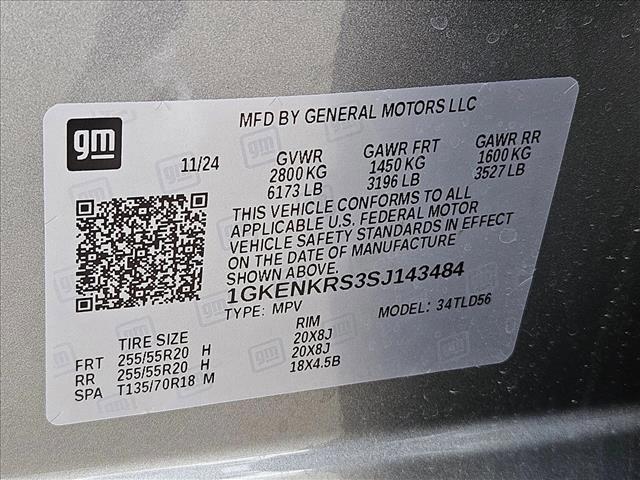 MFD BY GENERAL MOTORS LLC
gm
11/24
GVWR GAWR FRT GAWR RR
2800 KG 1450 KG 1600 KG
6173 LB 3196 LB 3527 LB
THIS VEHICLE CONFORMS TO ALL
APPLICABLE U.S. FEDERAL MOTOR
VEHICLE SAFETY STANDARDS IN EFFECT
ON THE DATE OF MANUFACTURE
SHOWN ABOVE.
1GKENKRS3SJ143484
TYPE: MPV MODEL: 34TLD56
TIRE SIZE RIM
FRT 255/55R20 H 20X8J
RR 255/55R20 H 20X8J
SPA T135/70R18 M 18X4.5B